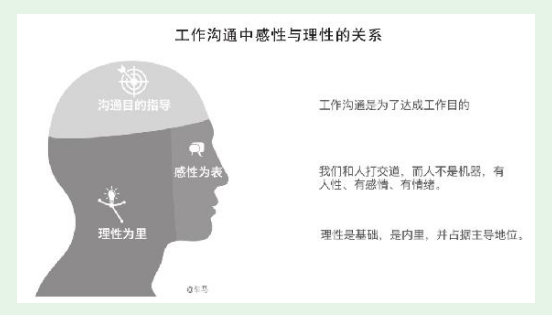 工作沟通中感性与理性的关系
沟通目的指导
工作沟通是为了达成工作目的
感性为表
我们和人打交道，而人不是机器，有
人性、有感情、有情绪。
理性为里
理性是基础，是内里，并占据主导地位。